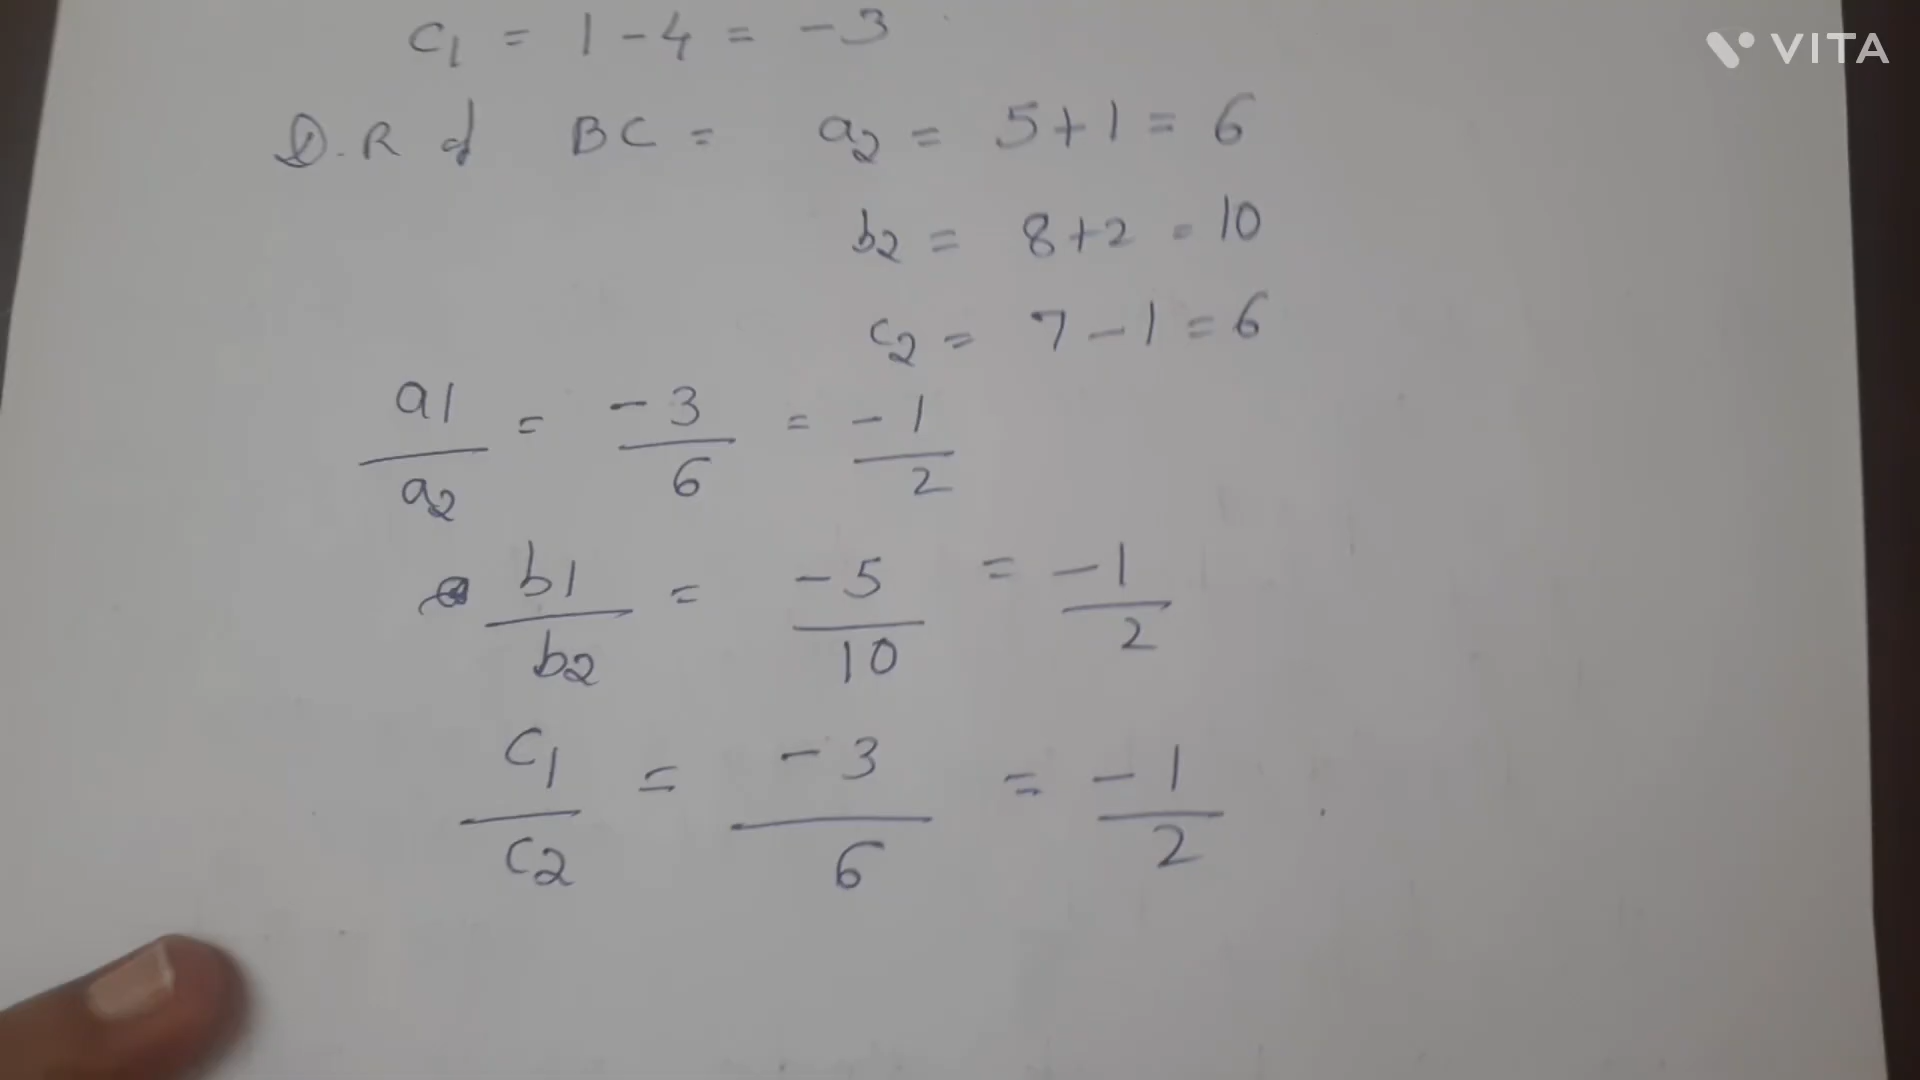 VITA
c1 = 1 - 4 = -3
D.R of BC = a2 = 5+1 = 6
b2 = 8+2 = 10
c2 = 7-1 = 6
a1/a2 = -3/6 = -1/2
b1/b2 = -5/10 = -1/2
c1/c2 = -3/6 = -1/2.